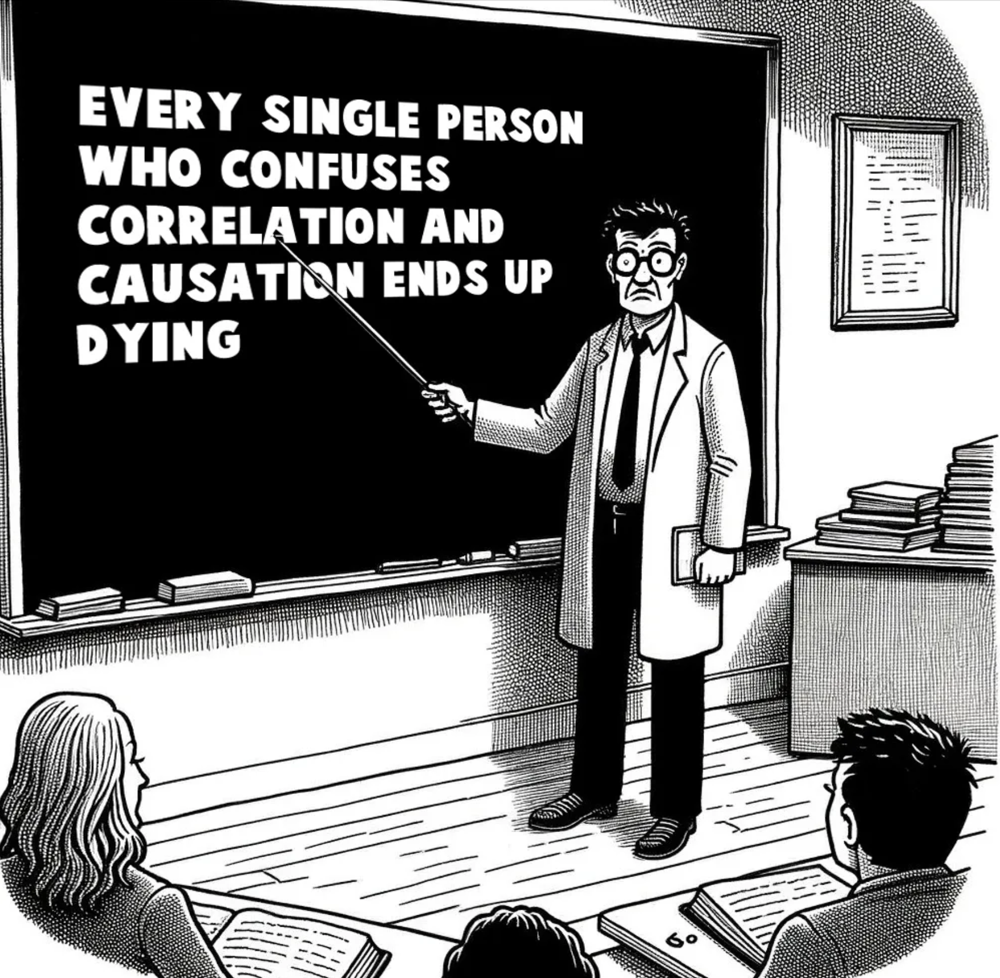 EVERY SINGLE PERSON
WHO CONFUSES
CORRELATION AND
CAUSATION ENDS UP
DYING